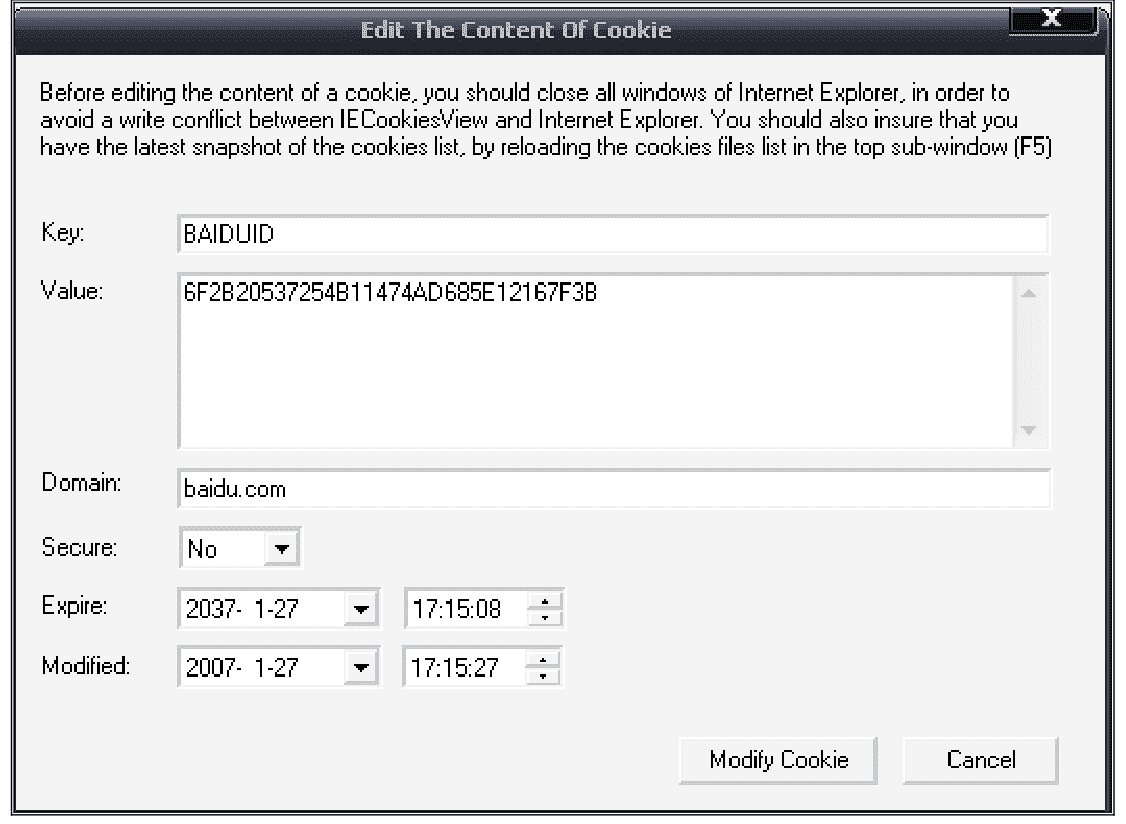 Edit The Content Of Cookie
X
Before editing the content of a cookie, you should close all windows of Internet Explorer, in order to
avoid a write conflict between IECookiesView and Internet Explorer. You should also insure that you
have the latest snapshot of the cookies list, by reloading the cookies files list in the top sub-window (F5)
Key: BAIDUID
Value: 6F2B20537254B11474AD685E12167F3B
Domain: baidu.com
Secure: No
Expire: 2037- 1-27 17:15:08
Modified: 2007- 1-27 17:15:27
Modify Cookie Cancel